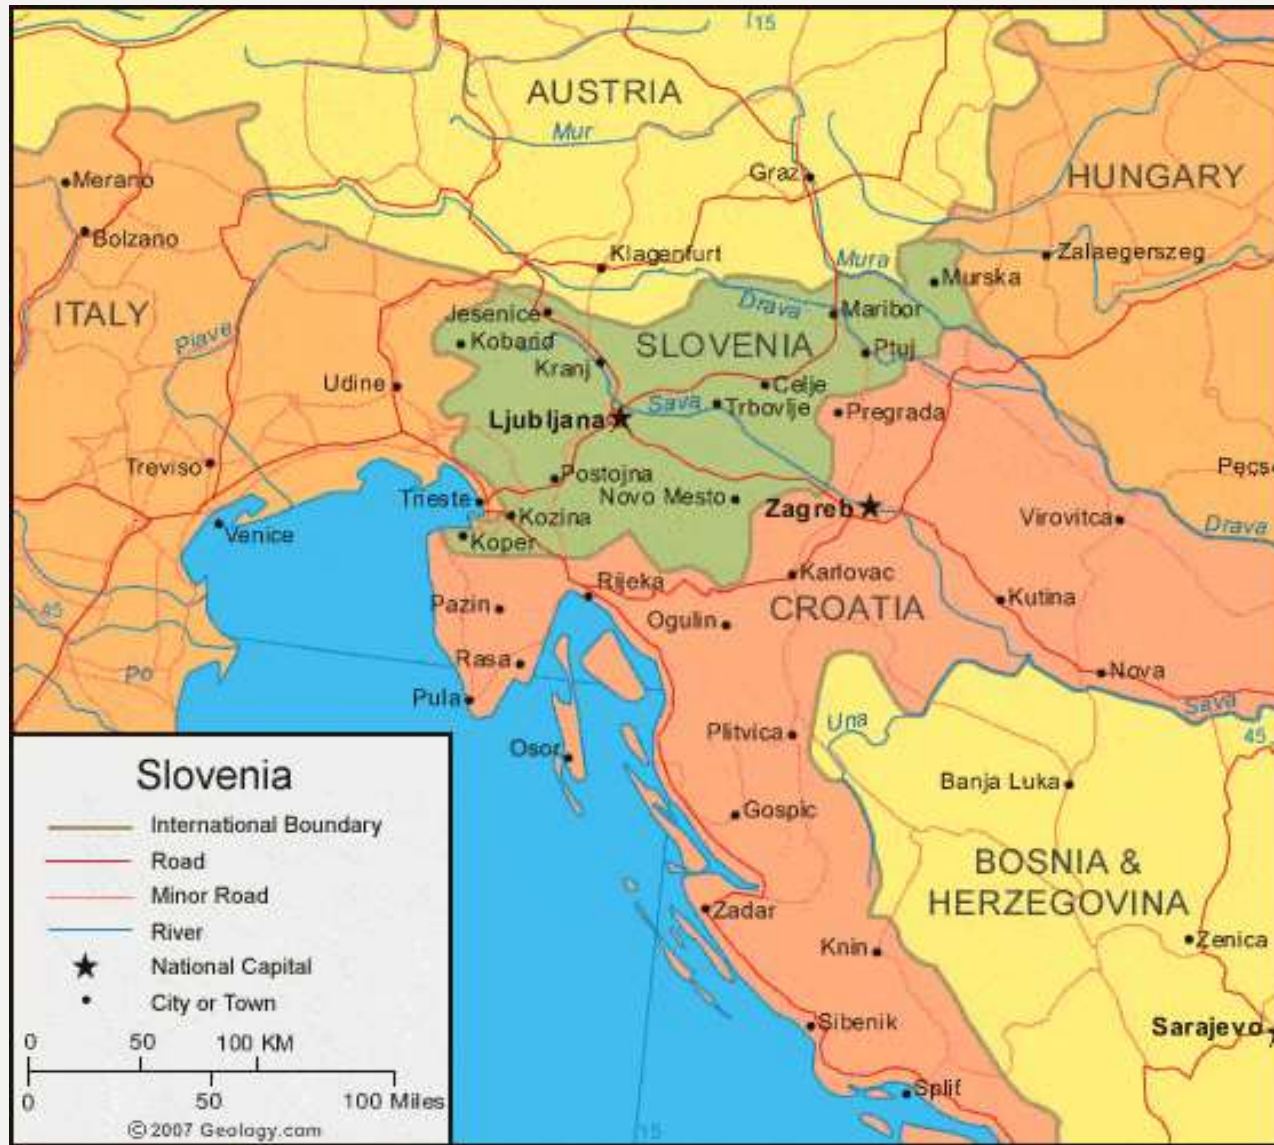 15
AUSTRIA
Mur
Graz
HUNGARY
Merano
Bolzano
Klagenfurt
Mura
Zalaegerszeg
Murska
ITALY
Piave
Jesenice
Drava
Maribor
Kobarid
SLOVENIA
Ptuj
Kranj
Udine
Celje
Ljubljana
Sava
Trbovlje
Pregrada
Treviso
Postojna
Pecs
Trieste
Novo Mesto
Zagreb
Kozina
Virovitca
Drava
Venice
Koper
Rijeka
Karlovac
45
Pazin
Ogulin
CROATIA
Kutina
Rasa
Po
Nova
Pula
Sava
Una
45
Plitvica
Osor
Banja Luka
Gospic
BOSNIA &
HERZEGOVINA
Zadar
Zenica
Knin
Sibenik
Sarajevo
Split
15
Slovenia
International Boundary
Road
Minor Road
River
National Capital
City or Town
0 50 100 KM
0 50 100 Miles
© 2007 Geology.com